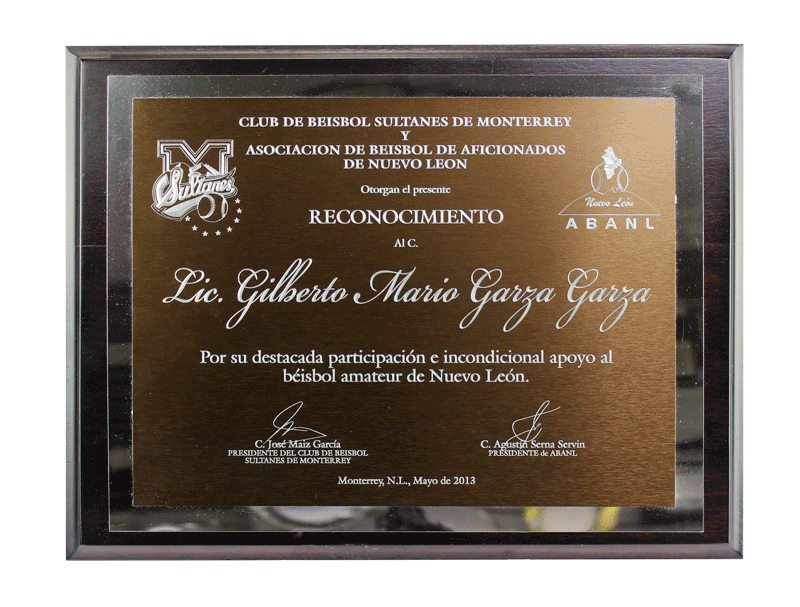 CLUB DE BEISBOL SULTANES DE MONTERREY
Y
ASOCIACION DE BEISBOL DE AFICIONADOS
DE NUEVO LEON
M
Sultanes
Nuevo León
ABANL
Otorgan el presente
RECONOCIMIENTO
Al C.
Lic. Gilberto Mario Garza Garza
Por su destacada participación e incondicional apoyo al
béisbol amateur de Nuevo León.
C. José Maiz García
PRESIDENTE DEL CLUB DE BEISBOL
SULTANES DE MONTERREY
C. Agustín Serna Servin
PRESIDENTE de ABANL
Monterrey, N.L., Mayo de 2013